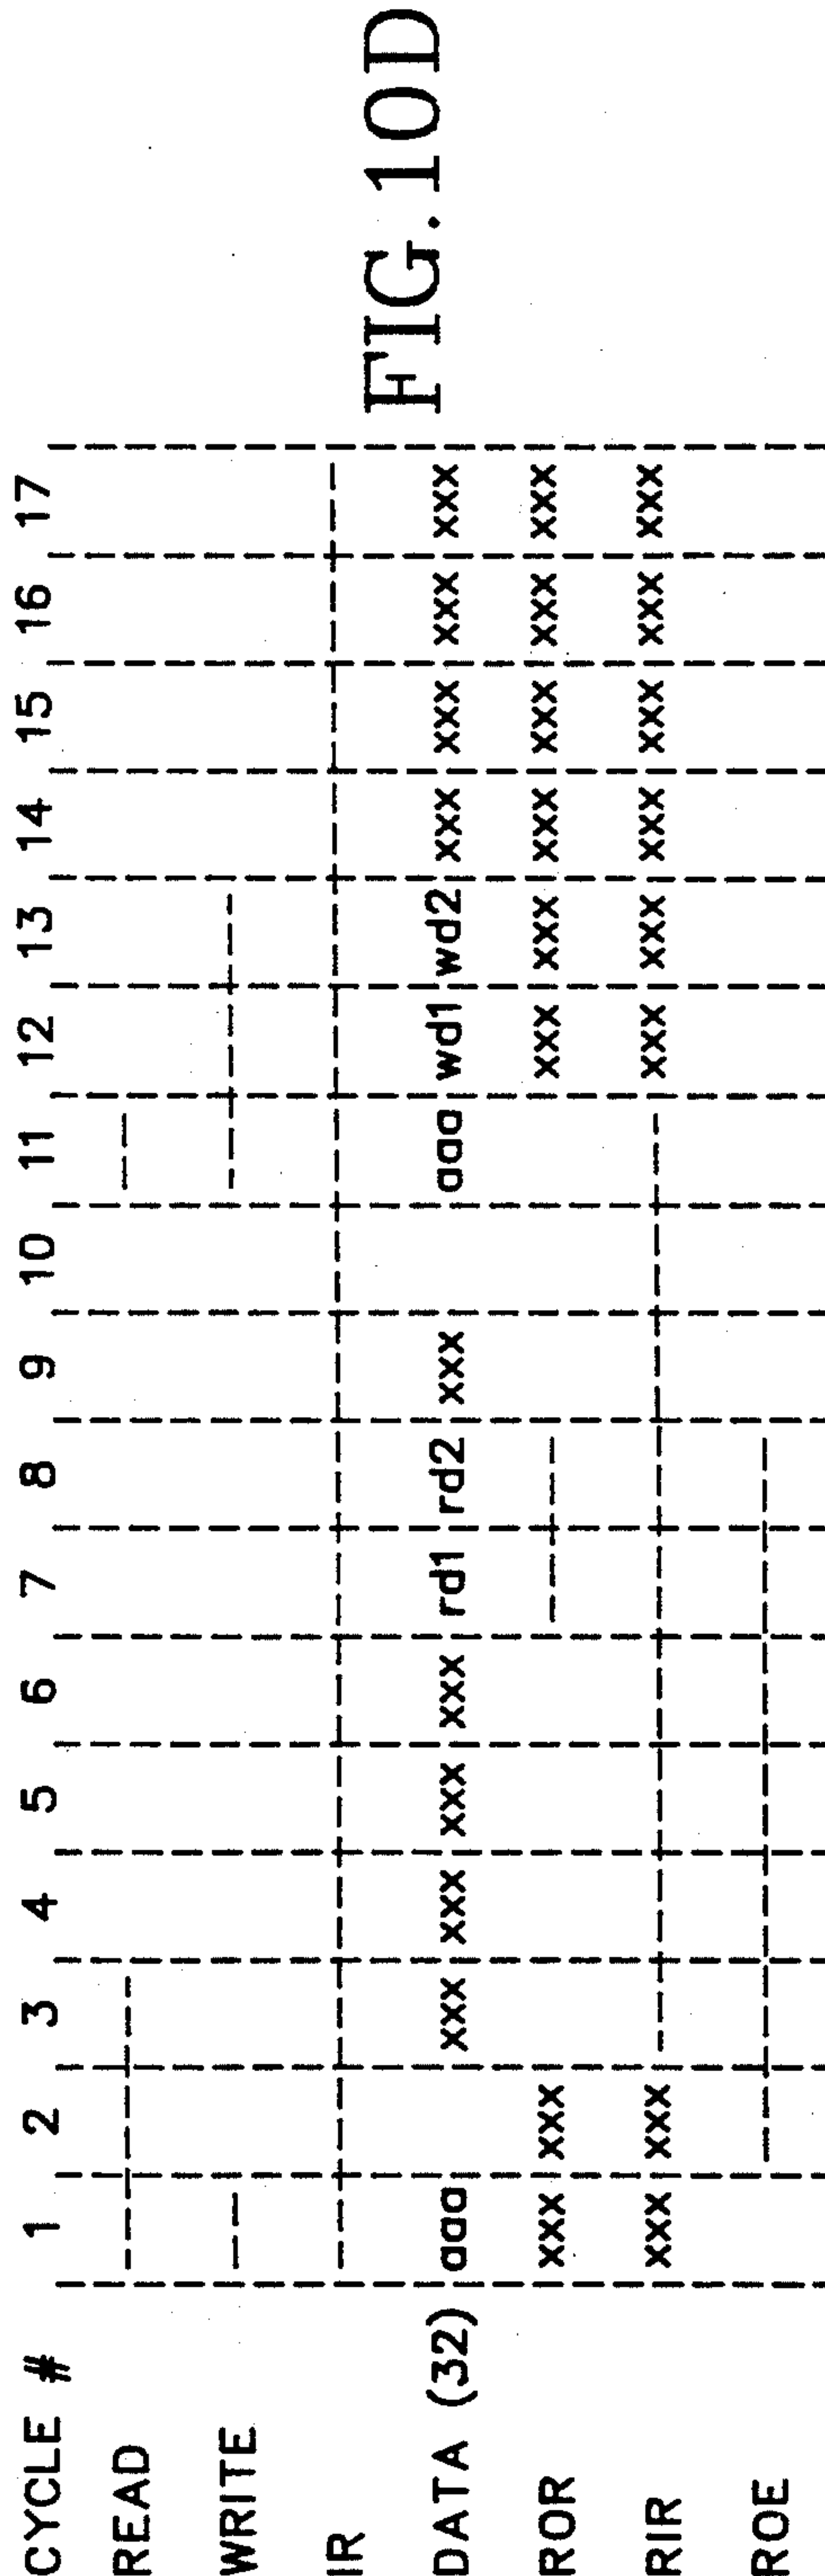 CYCLE # 1 2 3 4 5 6 7 8 9 10 11 12 13 14 15 16 17
READ
WRITE
IR
DATA (32) aaa xxx xxx xxx xxx rd1 rd2 xxx aaa wd1 wd2 xxx xxx xxx xxx
ROR xxx xxx xxx xxx xxx xxx xxx xxx
RIR xxx xxx xxx xxx xxx xxx xxx xxx
ROE
FIG. 10D